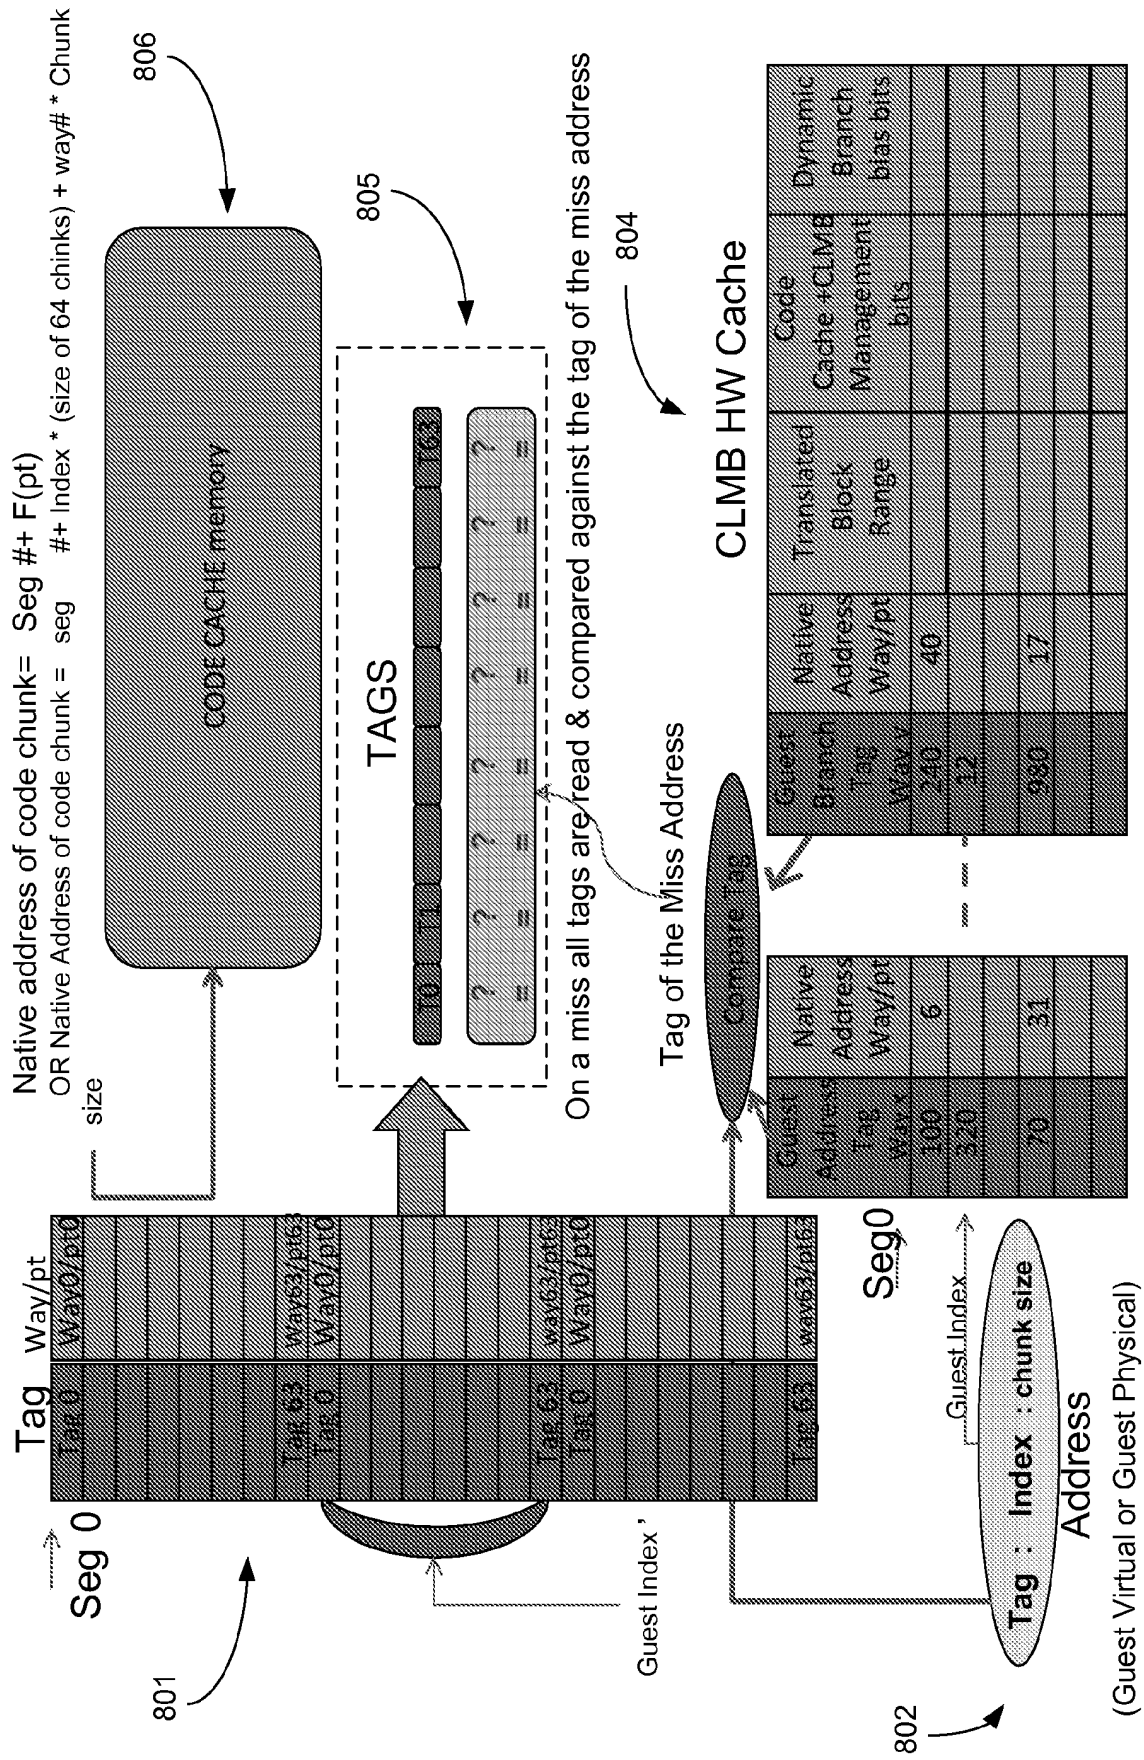 Native address of code chunk= Seg #+ F(pt)
OR Native Address of code chunk = seg #+ Index * (size of 64 chinks) + way# * Chunk
size
806
CODE CACHE memory
805
TAGS
T0 T1 T63
? ? ? ? ? ? ? ?
= = = = = = = =
On a miss all tags are read & compared against the tag of the miss address
Tag of the Miss Address
Seg 0
Tag Way/pt
Tag 0 Way0/pt0
Tag 63 Way63/pt63
Tag 0 Way0/pt0
Tag 63 way63/pt63
Tag 0 Way0/pt0
Tag 63 way63/pt63
801
Guest Index ’
804
CLMB HW Cache
Compare Tag
Seg0
Guest
Address
Tag
Way x
Native
Address
Way/pt
100 6
320
70 31
Guest
Branch
Tag
Way y
Native
Address
Way/pt
Translated
Block
Range
Code
Cache +CLMB
Management
bits
Dynamic
Branch
bias bits
240 40
12
980 17
Guest Index
Tag : Index : chunk size
Address
(Guest Virtual or Guest Physical)
802